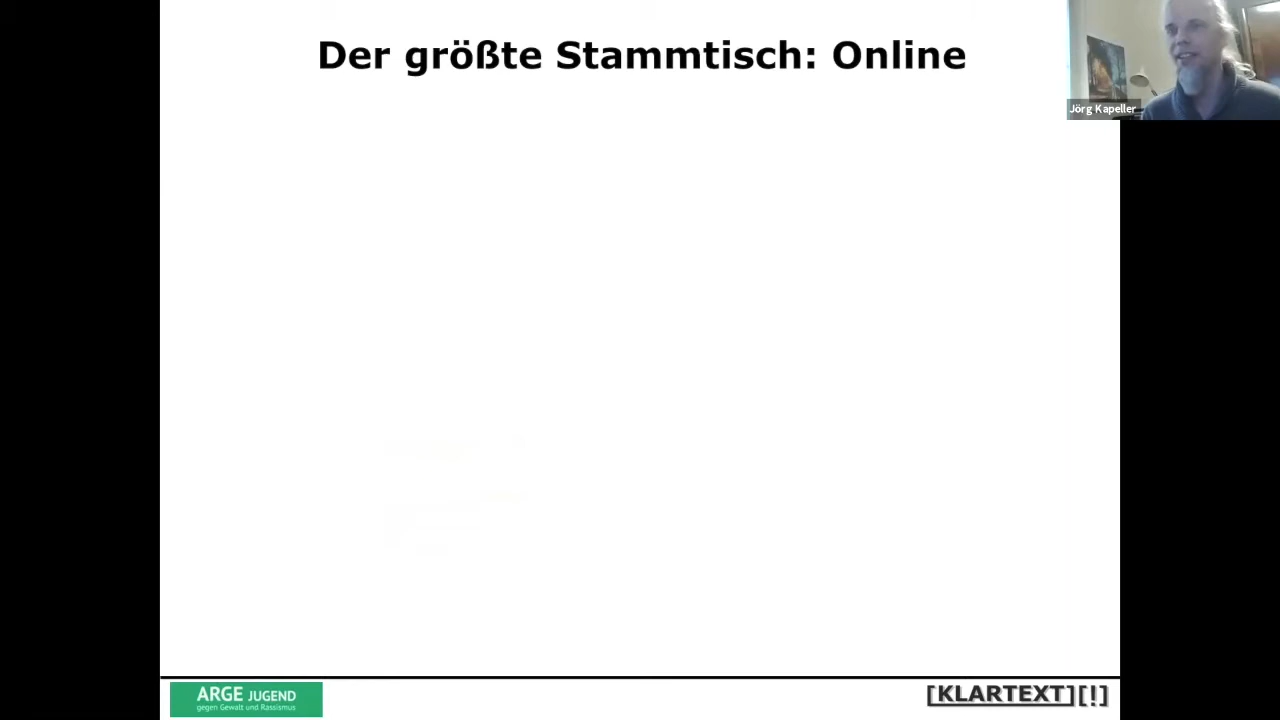 Der größte Stammtisch: Online
Jörg Kapeller
ARGE JUGEND
gegen Gewalt und Rassismus
[KLARTEXT][!]